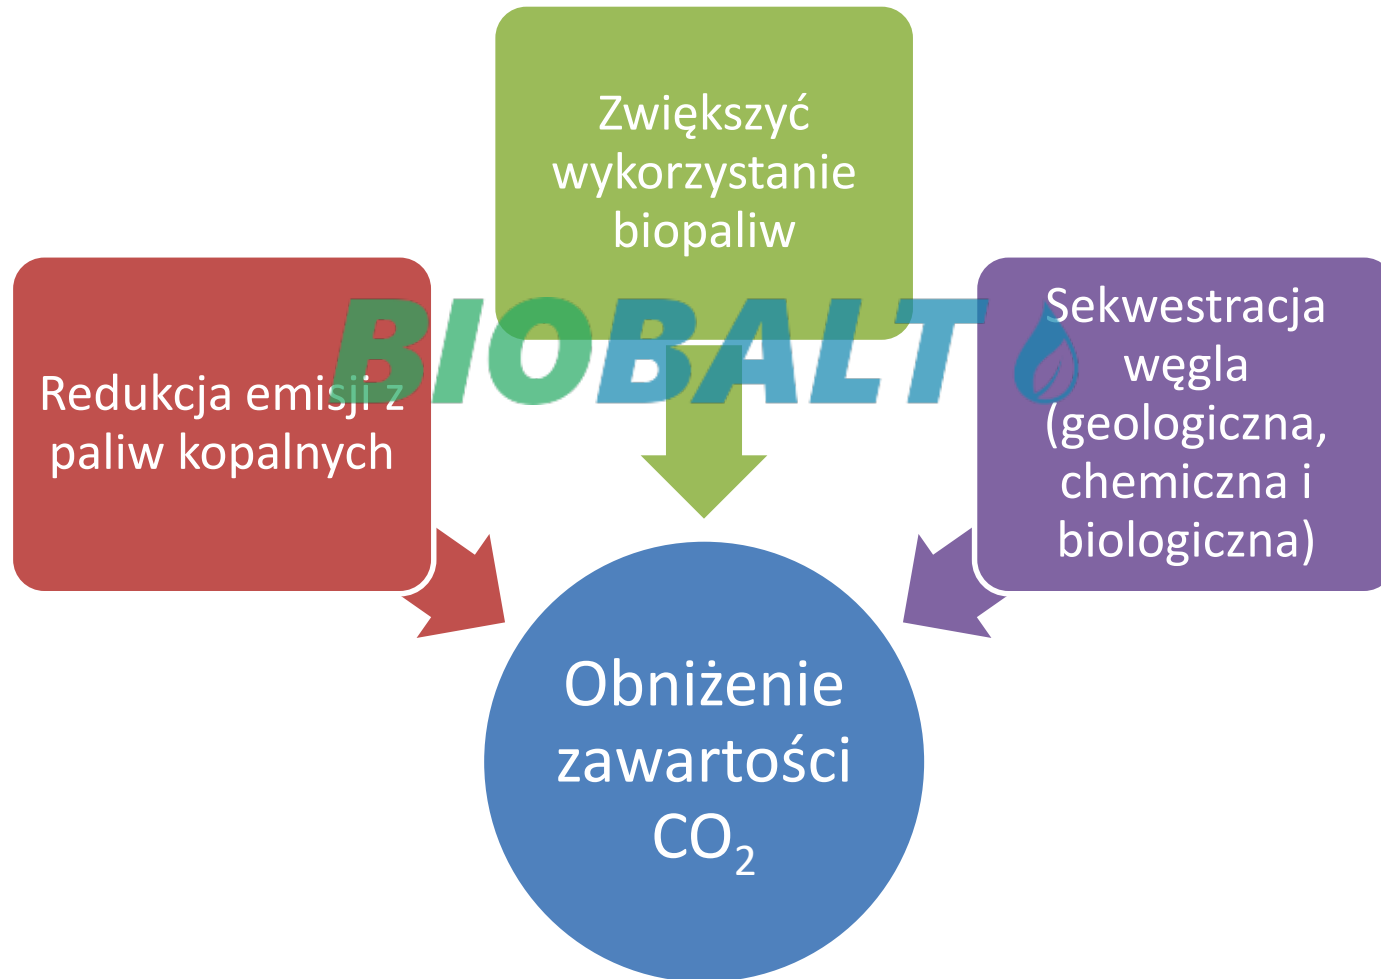 Zwiększyć
wykorzystanie
biopaliw
Redukcja emisji z
paliw kopalnych
BIOBALT
Sekwestracja
węgla
(geologiczna,
chemiczna i
biologiczna)
Obniżenie
zawartości
CO₂